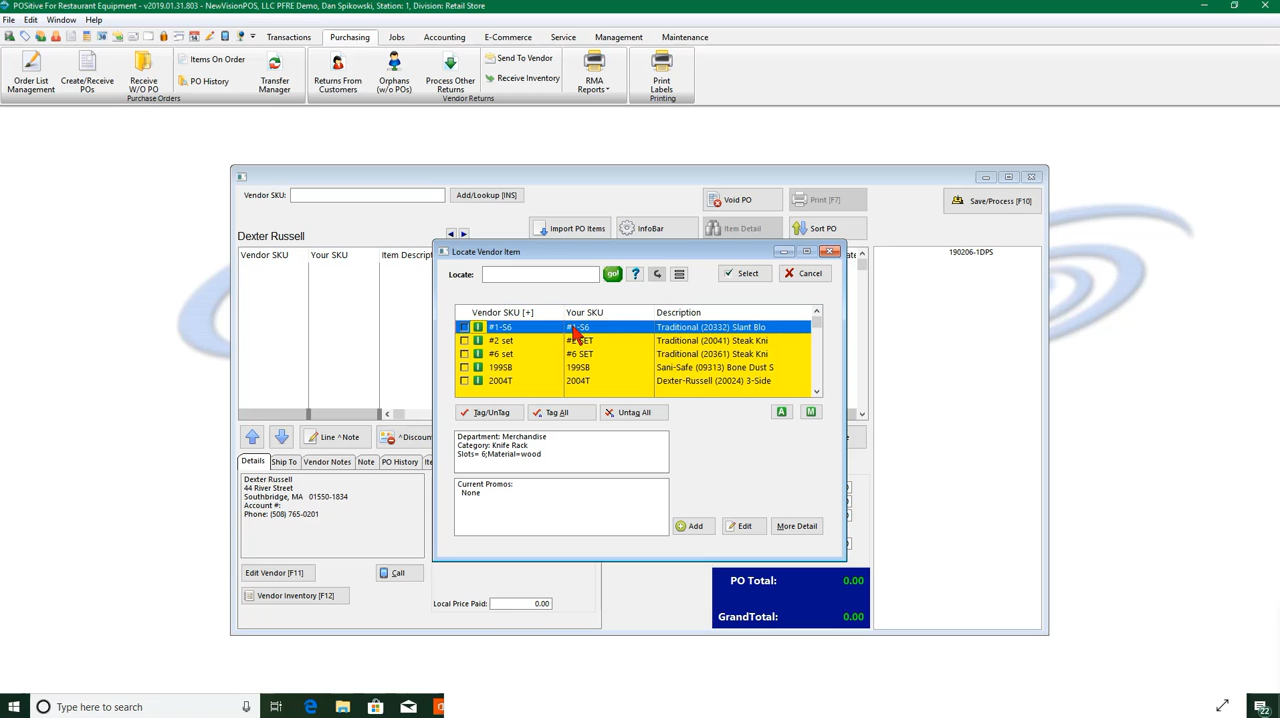 POSitive For Restaurant Equipment - v2019.01.31.803 - NewVisionPOS, LLC PFRE Demo, Dan Spikowski, Station: 1, Division: Retail Store
File Edit Window Help
Transactions Purchasing Jobs Accounting E-Commerce Service Management Maintenance
Order List Management
Create/Receive POs
Receive W/O PO
Items On Order
PO History
Transfer Manager
Purchase Orders
Returns From Customers
Orphans (w/o POs)
Process Other Returns
Send To Vendor
Receive Inventory
RMA Reports
Vendor Returns
Print Labels
Printing
Vendor SKU:
Add/Lookup [INS]
Void PO
Print [F7]
Save/Process [F10]
Import PO Items
InfoBar
Item Detail
Sort PO
Dexter Russell
Vendor SKU Your SKU Item Descript
190206-1DPS
Locate Vendor Item
Locate:
go!
?
Select
Cancel
Vendor SKU [+] Your SKU Description
#1-S6 #1-S6 Traditional (20332) Slant Blo
#2 set Traditional (20041) Steak Kni
#6 set #6 SET Traditional (20361) Steak Kni
199SB 199SB Sani-Safe (09313) Bone Dust S
2004T 2004T Dexter-Russell (20024) 3-Side
Tag/UnTag
Tag All
Untag All
A
M
Department: Merchandise
Category: Knife Rack
Slots= 6;Material=wood
Current Promos:
None
Add
Edit
More Detail
Line ^Note
^Discoun
Details Ship To Vendor Notes Note PO History
Dexter Russell
44 River Street
Southbridge, MA 01550-1834
Account #:
Phone: (508) 765-0201
Edit Vendor [F11]
Call
Vendor Inventory [F12]
Local Price Paid: 0.00
PO Total: 0.00
GrandTotal: 0.00
Type here to search
22